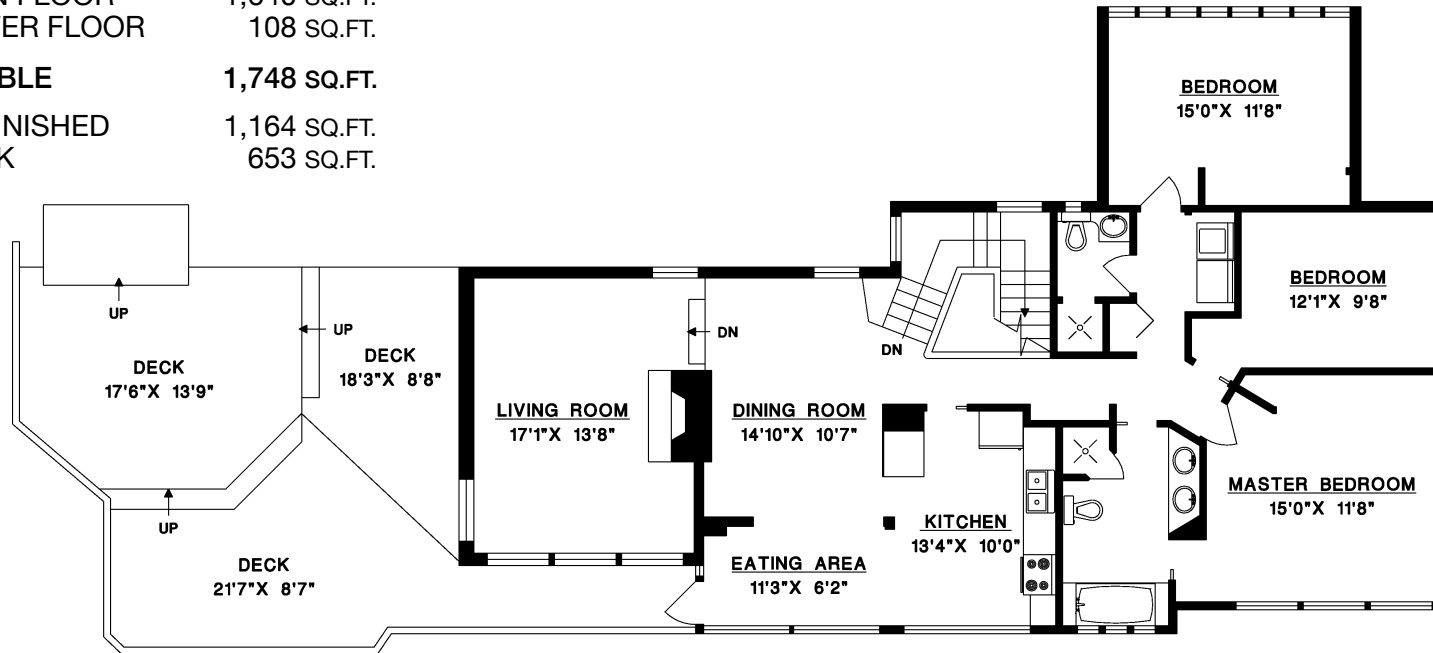 108 SQ.FT.
1,748 SQ.FT.
1,164 SQ.FT.
653 SQ.FT.
BEDROOM
15'0"X 11'8"
BEDROOM
12'1"X 9'8"
UP
UP
DN
DN
DECK
17'6"X 13'9"
DECK
18'3"X 8'8"
LIVING ROOM
17'1"X 13'8"
DINING ROOM
14'10"X 10'7"
MASTER BEDROOM
15'0"X 11'8"
UP
KITCHEN
13'4"X 10'0"
DECK
21'7"X 8'7"
EATING AREA
11'3"X 6'2"